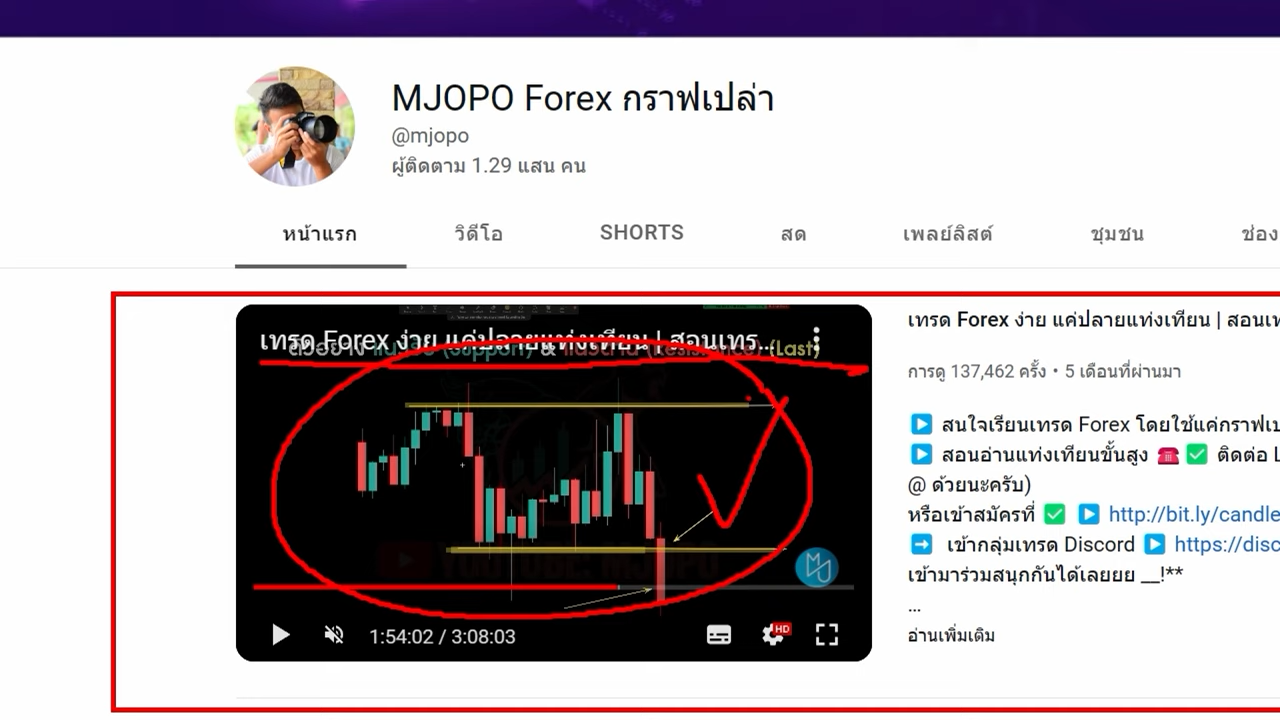 MJOPO Forex กราฟเปล่า
@mjopo
ผู้ติดตาม 1.29 แสน คน
หน้าแรก
วิดีโอ
SHORTS
สด
เพลย์ลิสต์
ชุมชน
ช่อง
เทรด Forex ง่าย แค่ปลายแท่งเทียน | สอนเทร...
(Support) & (Resistance) (Last)
YOUTUBE: MJOPO
1:54:02 / 3:08:03
HD
เทรด Forex ง่าย แค่ปลายแท่งเทียน | สอนเท
การดู 137,462 ครั้ง • 5 เดือนที่ผ่านมา
สนใจเรียนเทรด Forex โดยใช้แค่กราฟเป
สอนอ่านแท่งเทียนขั้นสูง ☎️ ✅ ติดต่อ L
@ ด้วยนะครับ)
หรือเข้าสมัครที่ ✅ ▶️ http://bit.ly/candle
➡️ เข้ากลุ่มเทรด Discord ▶️ https://disc
เข้ามาร่วมสนุกกันได้เลยยย __!**
...
อ่านเพิ่มเติม